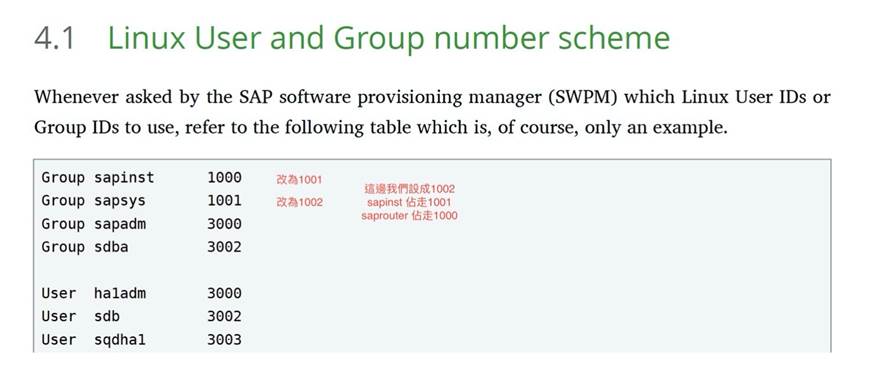 4.1 Linux User and Group number scheme
Whenever asked by the SAP software provisioning manager (SWPM) which Linux User IDs or
Group IDs to use, refer to the following table which is, of course, only an example.
Group sapinst 1000 改為1001
這邊我們設成1002
Group sapsys 1001 改為1002 sapinst 佔走1001
saprouter 佔走1000
Group sapadm 3000
Group sdba 3002
User ha1adm 3000
User sdb 3002
User sqdha1 3003